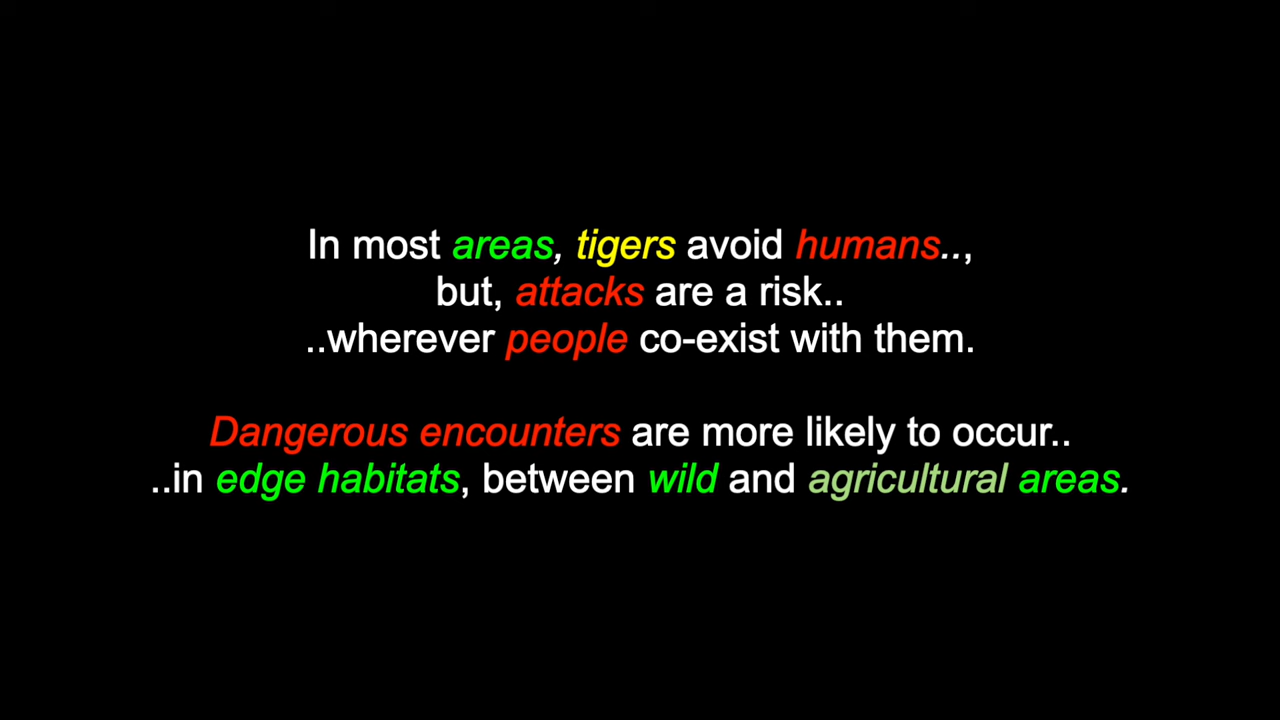 In most areas, tigers avoid humans..,
but, attacks are a risk..
..wherever people co-exist with them.
Dangerous encounters are more likely to occur..
..in edge habitats, between wild and agricultural areas.